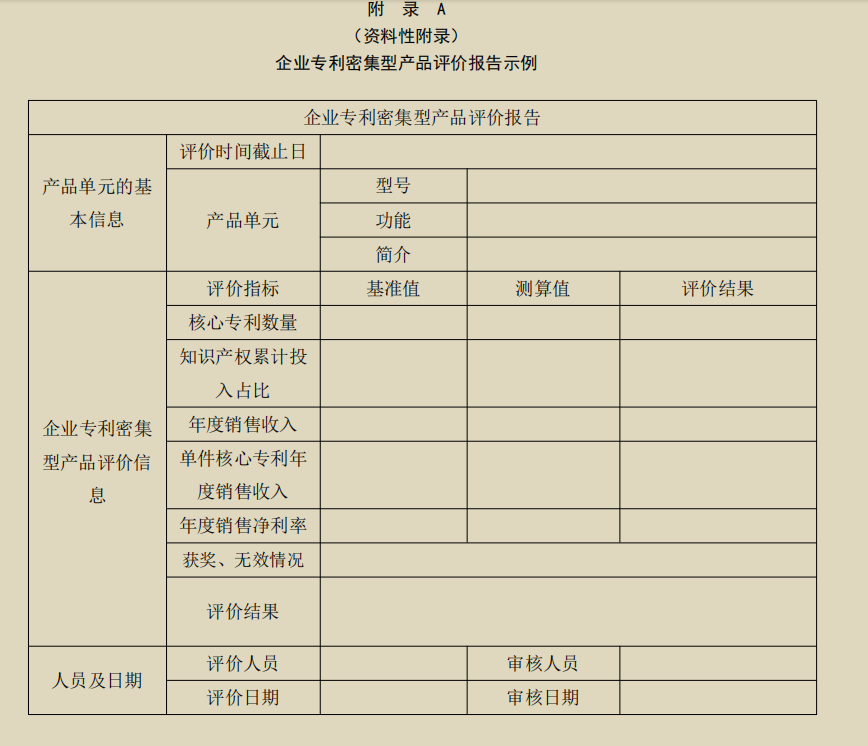 附 录 A
（资料性附录）
企业专利密集型产品评价报告示例
企业专利密集型产品评价报告
产品单元的基
本信息
评价时间截止日
产品单元
型号
功能
简介
企业专利密集
型产品评价信
息
评价指标 基准值 测算值 评价结果
核心专利数量
知识产权累计投
入占比
年度销售收入
单件核心专利年
度销售收入
年度销售净利率
获奖、无效情况
评价结果
人员及日期
评价人员 审核人员
评价日期 审核日期